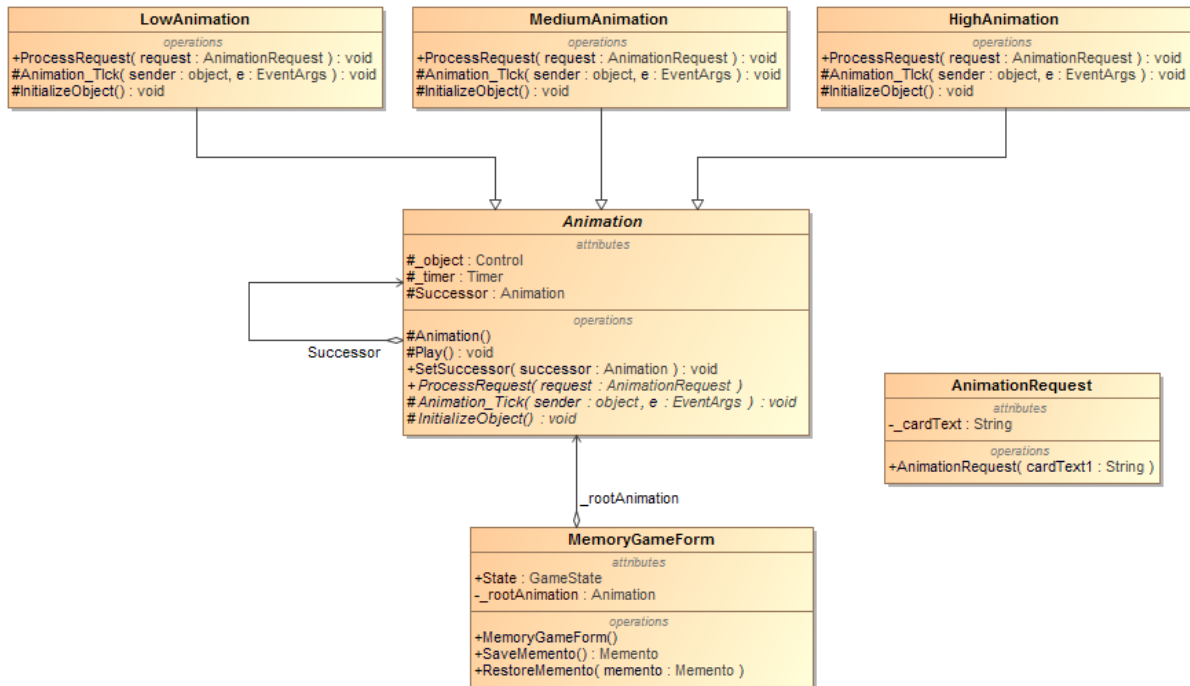 LowAnimation
operations
+ProcessRequest( request : AnimationRequest ) : void
#Animation_TIck( sender : object, e : EventArgs ) : void
#InitializeObject() : void
MediumAnimation
operations
+ProcessRequest( request : AnimationRequest ) : void
#Animation_TIck( sender : object, e : EventArgs ) : void
#InitializeObject() : void
HighAnimation
operations
+ProcessRequest( request : AnimationRequest ) : void
#Animation_TIck( sender : object, e : EventArgs ) : void
#InitializeObject() : void
Animation
attributes
#_object : Control
#_timer : Timer
#Successor : Animation
operations
#Animation()
#Play() : void
+SetSuccessor( successor : Animation ) : void
+ProcessRequest( request : AnimationRequest )
#Animation_Tick( sender : object, e : EventArgs ) : void
#InitializeObject() : void
Successor
AnimationRequest
attributes
-_cardText : String
operations
+AnimationRequest( cardText1 : String )
_rootAnimation
MemoryGameForm
attributes
+State : GameState
-_rootAnimation : Animation
operations
+MemoryGameForm()
+SaveMemento() : Memento
+RestoreMemento( memento : Memento )